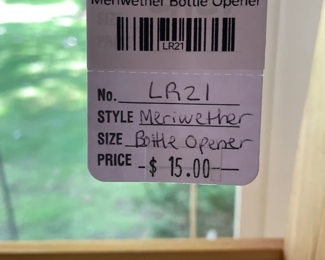 Meriwether Bottle Opener
LR21
No. LR21
STYLE Meriwether
SIZE Bottle Opener
PRICE -$ 15.00-